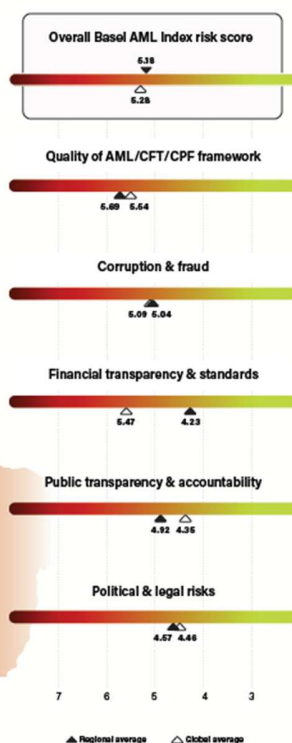 Overall Basel AML Index risk score
5.18
5.28
Quality of AML/CFT/CPF framework
5.69 5.54
Corruption & fraud
5.09 5.04
Financial transparency & standards
5.47 4.23
Public transparency & accountability
4.92 4.35
Political & legal risks
4.57 4.46
7 6 5 4 3
Regional average Global average